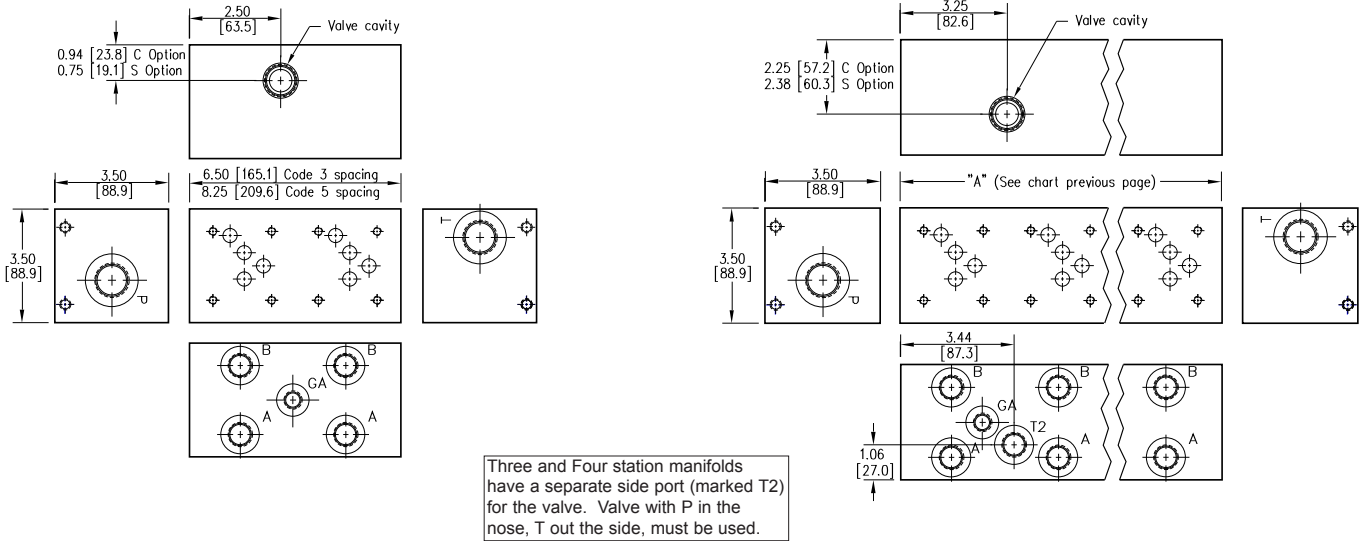 2.50
[63.5]
Valve cavity
0.94 [23.8] C Option
0.75 [19.1] S Option
3.50
[88.9]
6.50 [165.1] Code 3 spacing
8.25 [209.6] Code 5 spacing
3.50
[88.9]
P
T
B
B
GA
A
A
3.25
[82.6]
Valve cavity
2.25 [57.2] C Option
2.38 [60.3] S Option
3.50
[88.9]
"A" (See chart previous page)
3.50
[88.9]
P
T
3.44
[87.3]
B
B
B
GA
T2
A
A
A
1.06
[27.0]
Three and Four station manifolds
have a separate side port (marked T2)
for the valve. Valve with P in the
nose, T out the side, must be used.